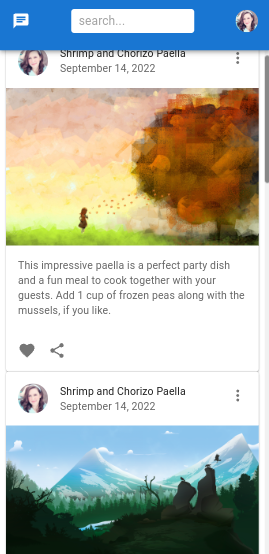 search...
Shrimp and Chorizo Paella
September 14, 2022
This impressive paella is a perfect party dish
and a fun meal to cook together with your
guests. Add 1 cup of frozen peas along with the
mussels, if you like.
Shrimp and Chorizo Paella
September 14, 2022